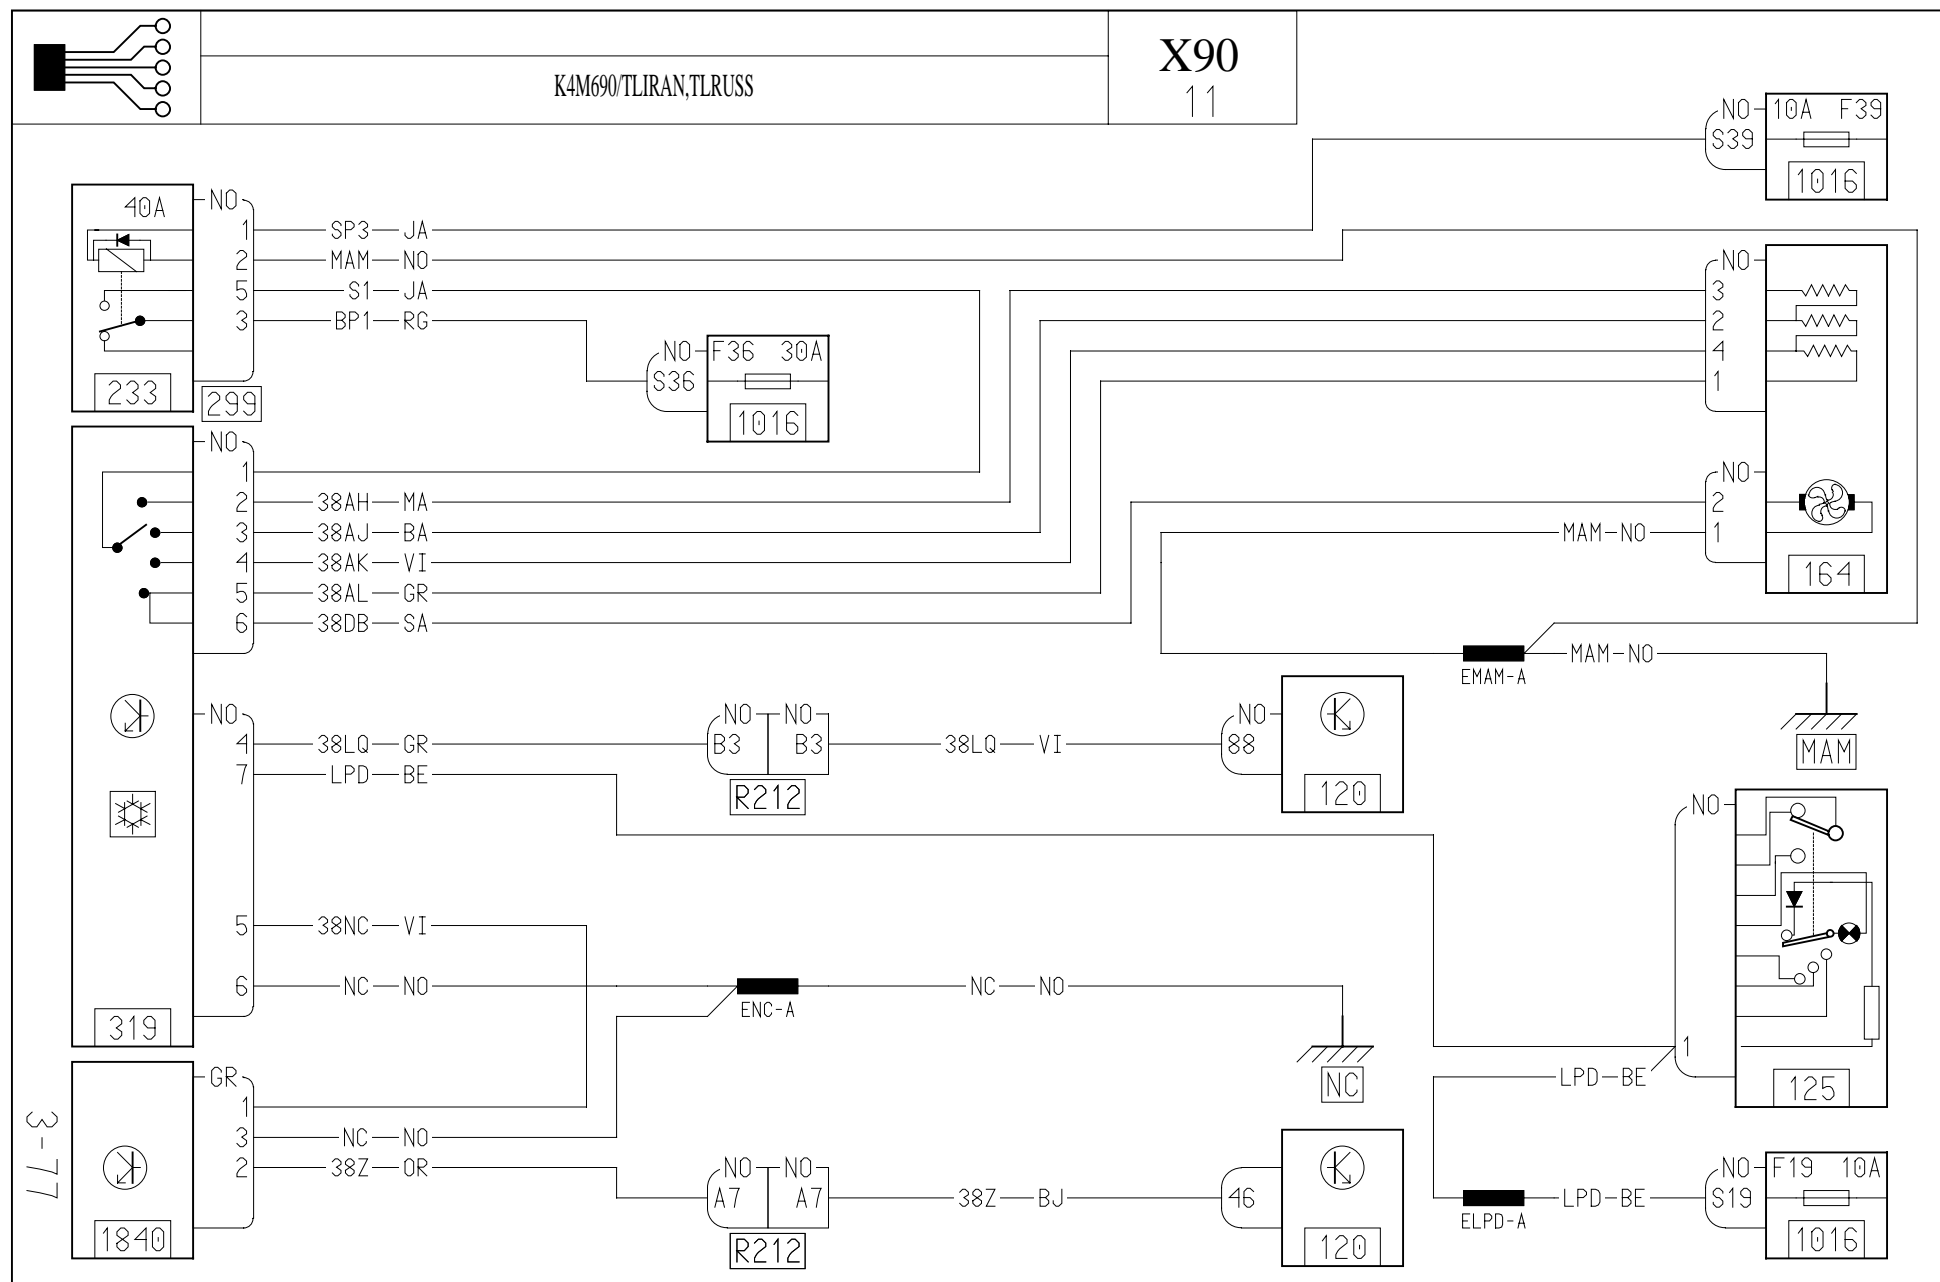 K4M690/TLIRAN,TLRUSS
X90
11
NO 10A F39
S39
1016
40A NO
1 SP3 JA
2 MAM NO
5 S1 JA
3 BP1 RG
233
299
NO F36 30A
S36
1016
NO
3
2
4
1
NO
1
2 38AH MA
3 38AJ BA
4 38AK VI
5 38AL GR
6 38DB SA
NO
2
MAM-NO 1
164
EMAM-A
MAM-NO
MAM
NO
4 38LQ GR
7 LPD BE
NO NO
B3 B3
R212
38LQ VI
NO
88
120
NO
1
LPD-BE
125
5 38NC VI
6 NC NO
319
ENC-A
NC NO
NC
GR
1
3 NC NO
2 38Z OR
1840
NO NO
A7 A7
R212
38Z BJ
46
120
ELPD-A
LPD-BE
NO F19 10A
S19
1016
3-77